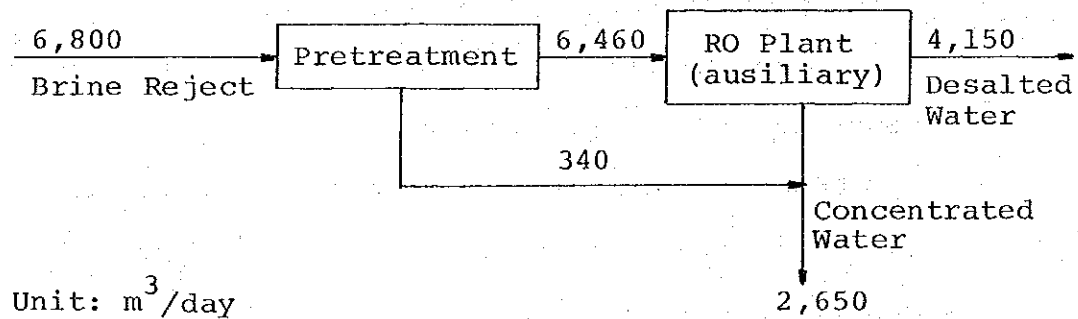 6,800
Brine Reject
Pretreatment
6,460
RO Plant
(ausiliary)
4,150
Desalted
Water
340
Concentrated
Water
Unit: m³/day
2,650